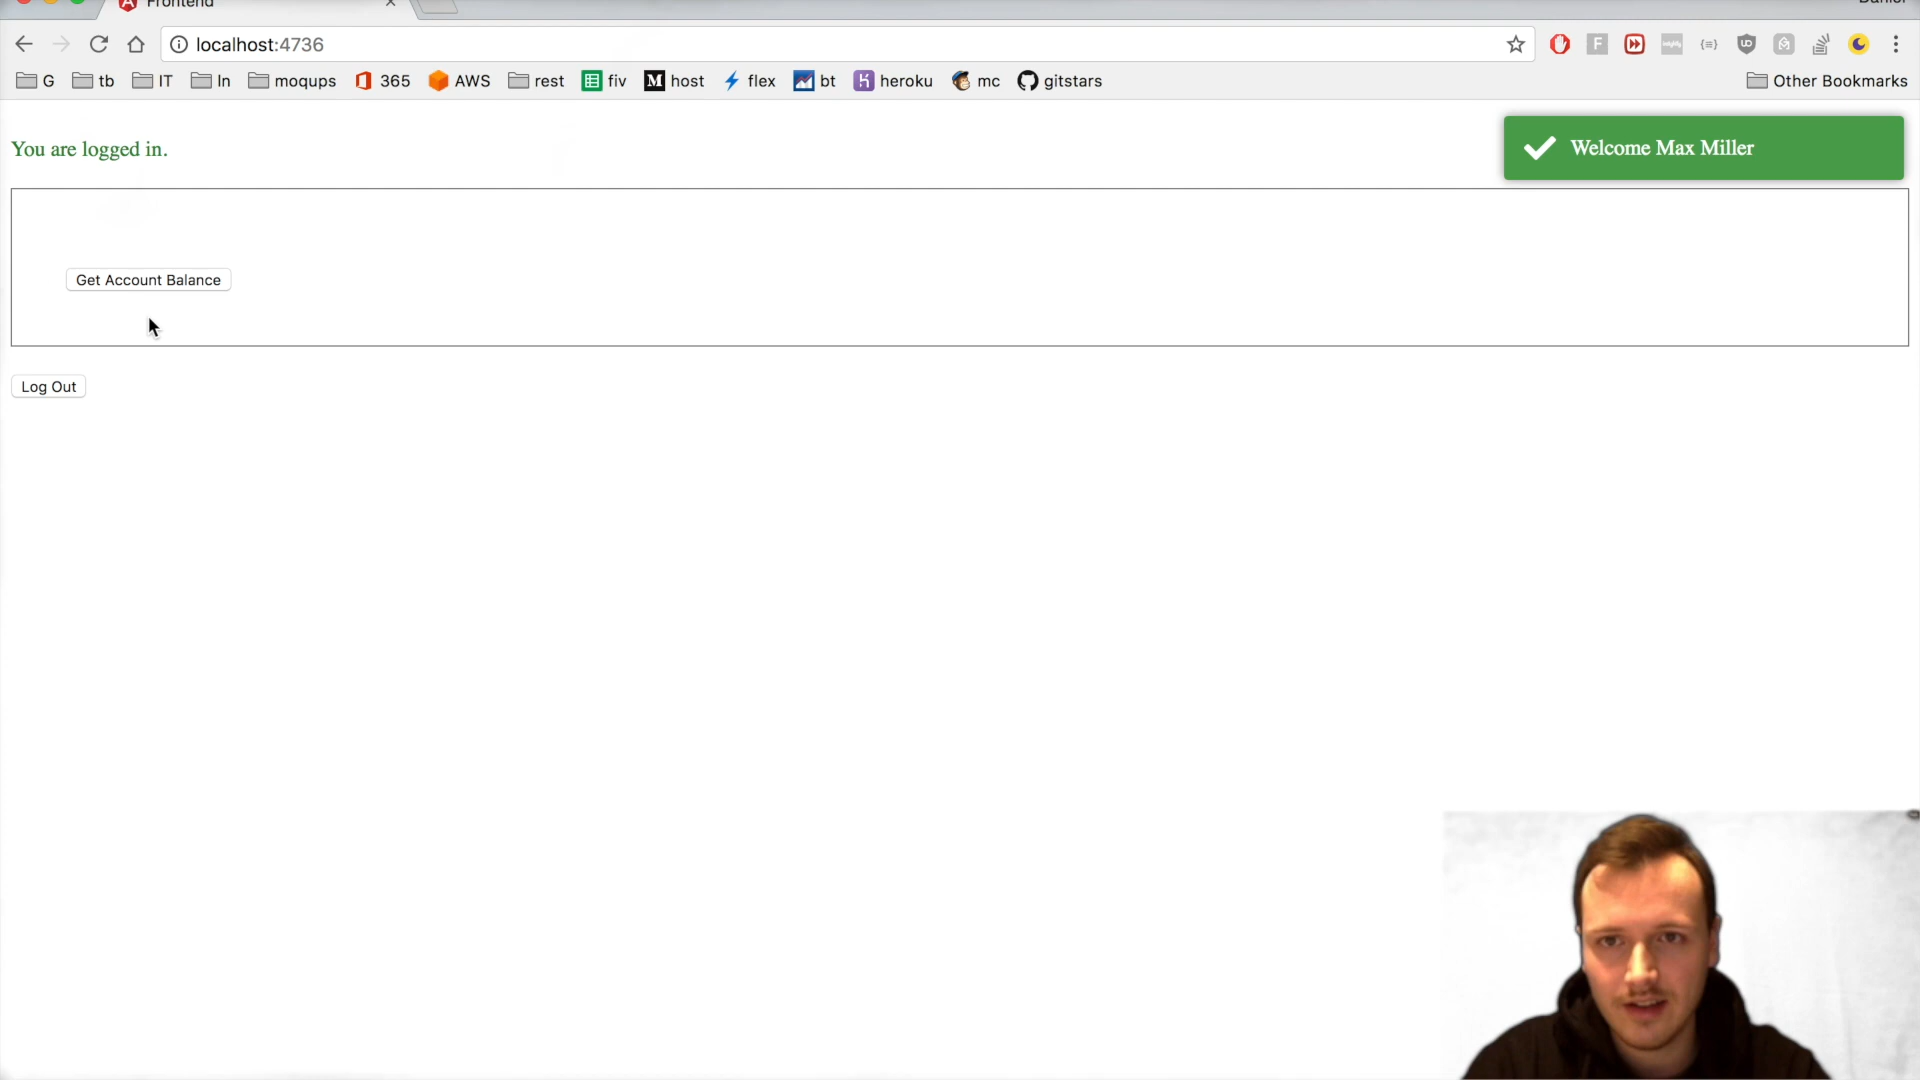 Frontend
localhost:4736
G tb IT In moqups 365 AWS rest fiv host flex bt heroku mc gitstars Other Bookmarks
You are logged in.
Welcome Max Miller
Get Account Balance
Log Out